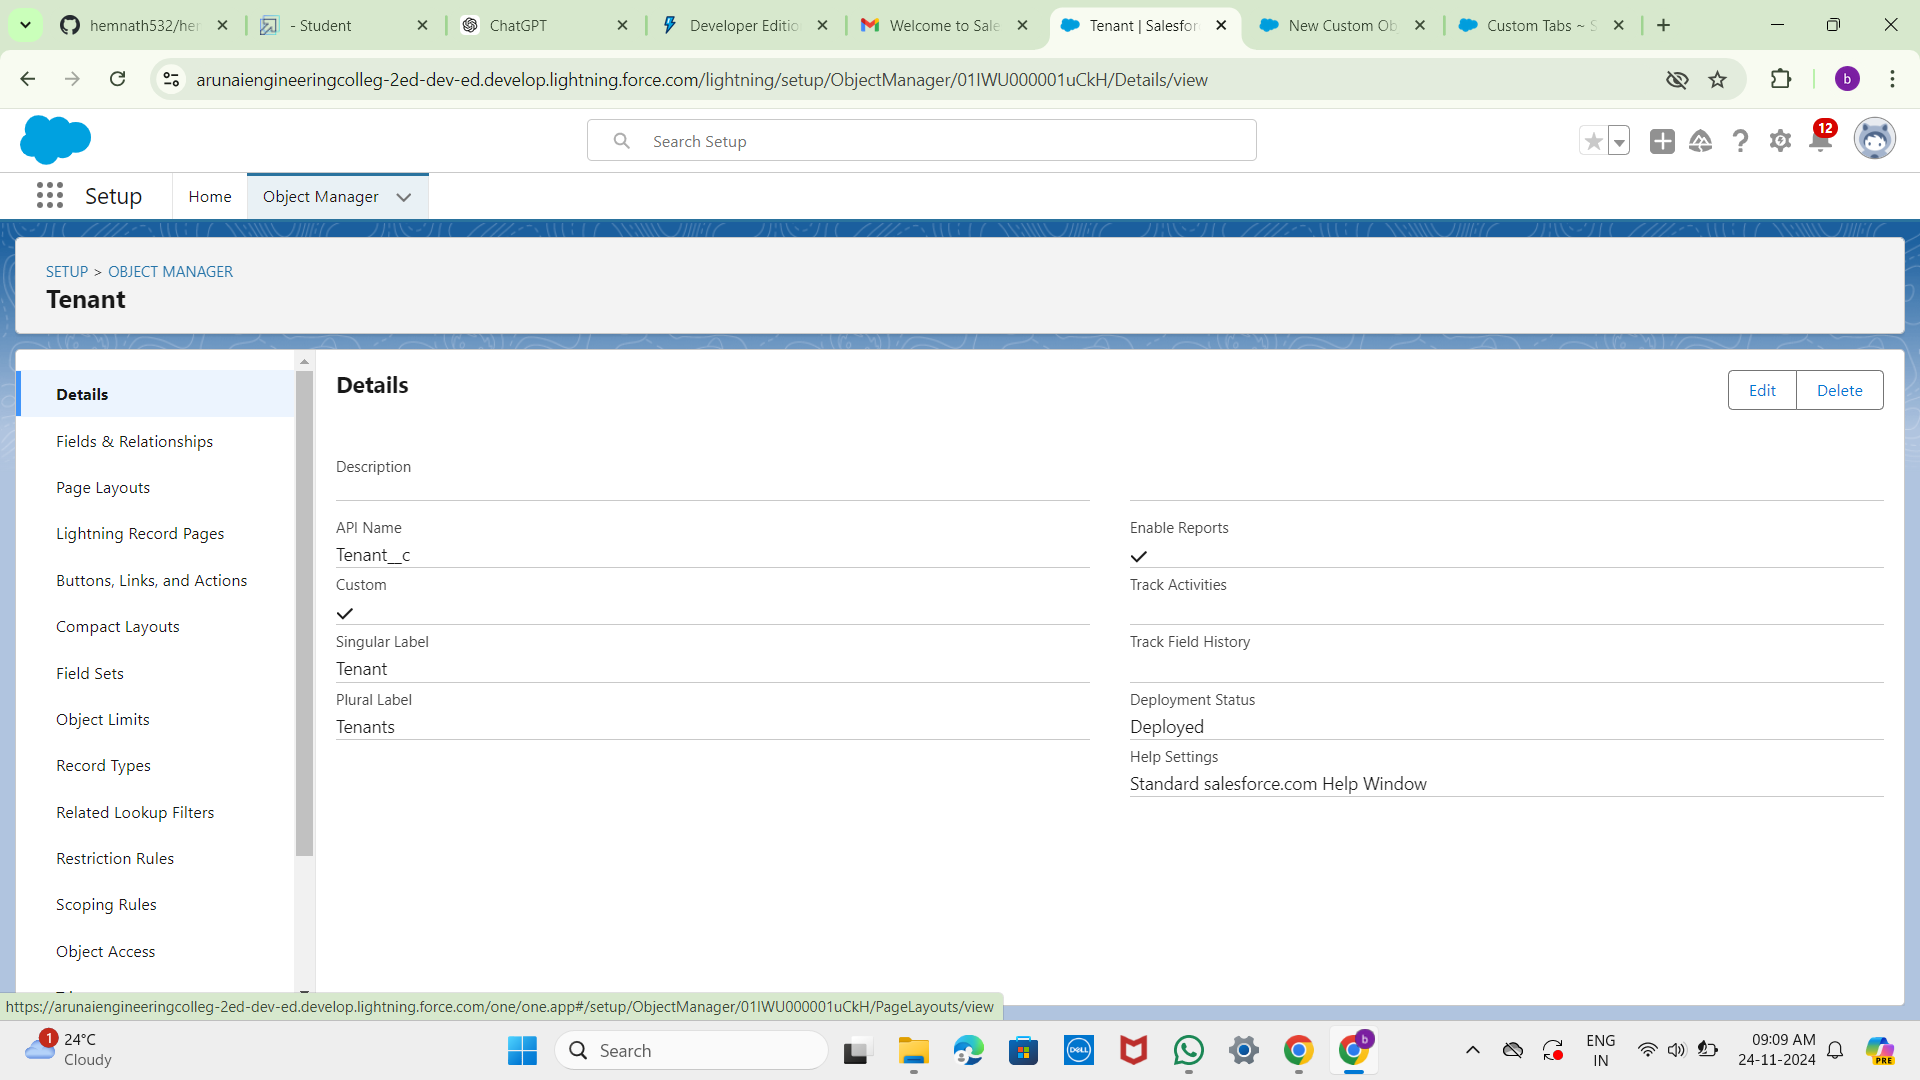 hemnath532/her
- Student
ChatGPT
Developer Editio
Welcome to Sale
Tenant | Salesfor
New Custom Ob
Custom Tabs ~ S
arunaiengineeringcolleg-2ed-dev-ed.develop.lightning.force.com/lightning/setup/ObjectManager/01IWU000001uCkH/Details/view
b
Search Setup
12
Setup
Home
Object Manager
SETUP > OBJECT MANAGER
Tenant
Details
Fields & Relationships
Page Layouts
Lightning Record Pages
Buttons, Links, and Actions
Compact Layouts
Field Sets
Object Limits
Record Types
Related Lookup Filters
Restriction Rules
Scoping Rules
Object Access
Details
Edit
Delete
Description
API Name
Tenant__c
Custom
Singular Label
Tenant
Plural Label
Tenants
Enable Reports
Track Activities
Track Field History
Deployment Status
Deployed
Help Settings
Standard salesforce.com Help Window
https://arunaiengineeringcolleg-2ed-dev-ed.develop.lightning.force.com/one/one.app#/setup/ObjectManager/01IWU000001uCkH/PageLayouts/view
1
24°C
Cloudy
Search
DELL
b
ENG
IN
09:09 AM
24-11-2024
PRE